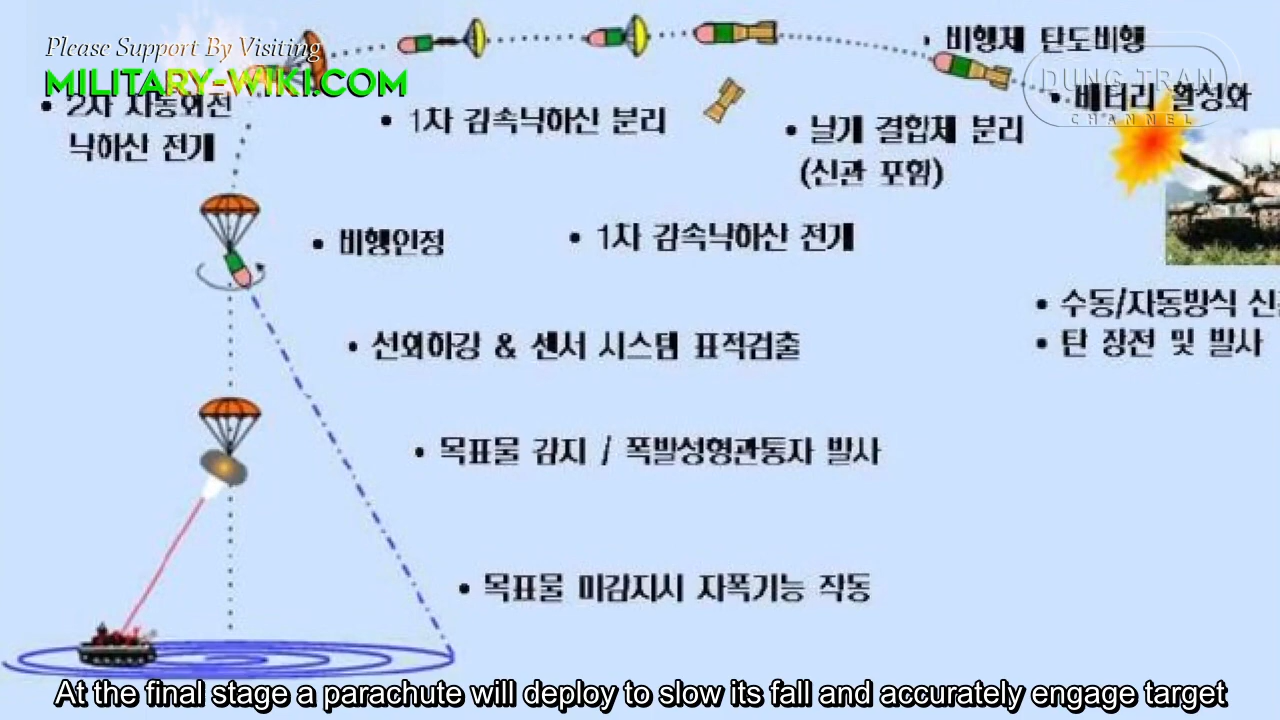 Please Support By Visiting
MILITARY-WIKI.COM
DUNG TRAN
CHANNEL
• 비행체 탄도비행
• 배터리 활성화
• 2차 자동회전
낙하산 전개
• 1차 감속낙하산 분리
• 날개 결합체 분리
(신관 포함)
• 비행안정
• 1차 감속낙하산 전개
• 수동/자동방식
• 탄 장전 및 발사
• 선회하강 & 센서 시스템 표적검출
• 목표물 감지 / 폭발성형관통자 발사
• 목표물 미감지시 자폭기능 작동
At the final stage a parachute will deploy to slow its fall and accurately engage target